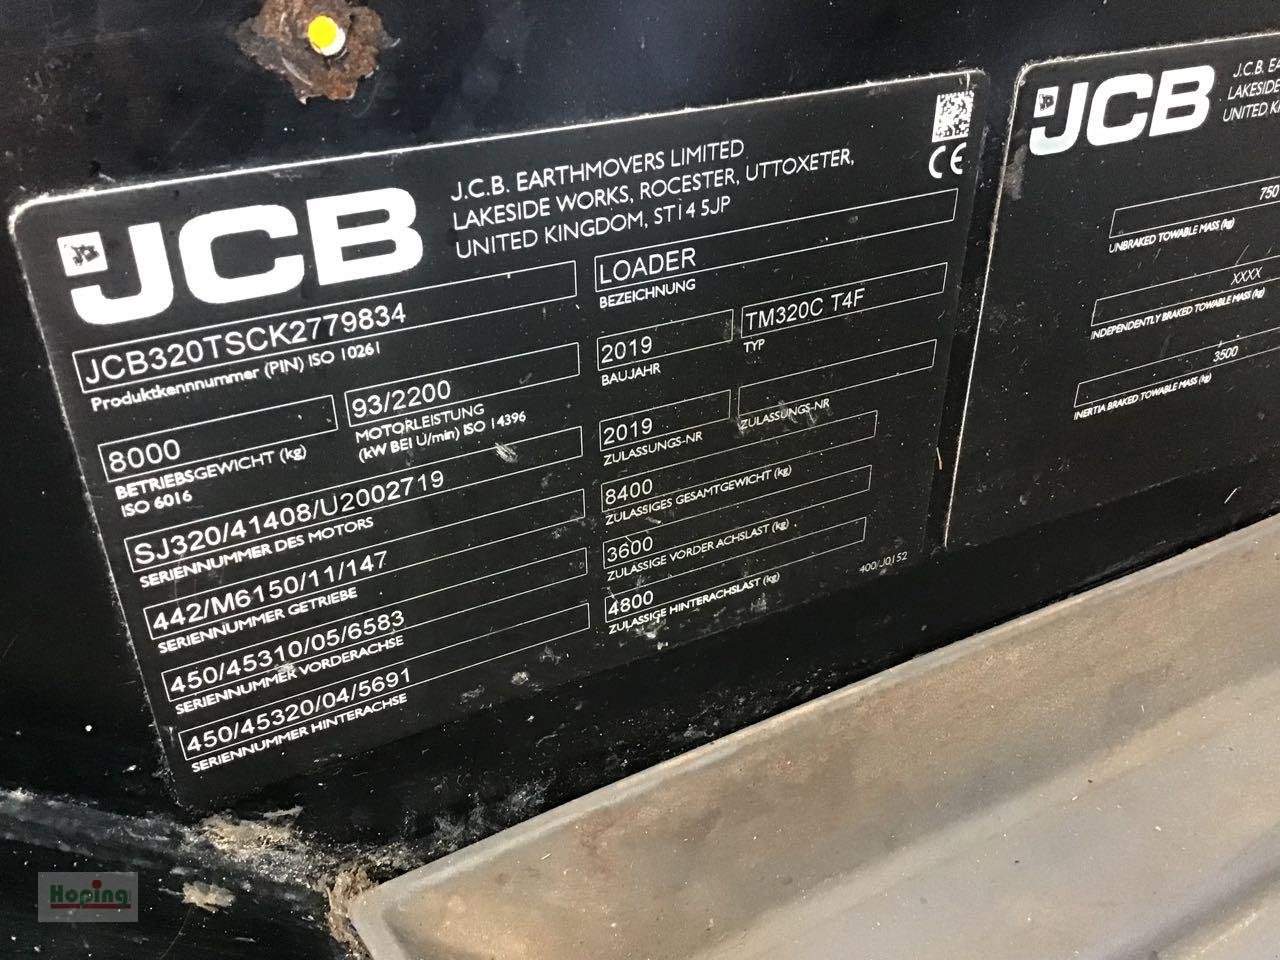 JCB
J.C.B. EARTHMOVERS LIMITED
LAKESIDE WORKS, ROCESTER, UTTOXETER,
UNITED KINGDOM, ST14 5JP
CE
JCB320TSCK2779834
Produktkennnummer (PIN) ISO 10261
LOADER
BEZEICHNUNG
8000
BETRIEBSGEWICHT (kg)
ISO 6016
93/2200
MOTORLEISTUNG
(kW BEI U/min) ISO 14396
2019
BAUJAHR
TM320C T4F
TYP
SJ320/41408/U2002719
SERIENNUMMER DES MOTORS
2019
ZULASSUNGS-NR
ZULASSUNGS-NR
442/M6150/11/147
SERIENNUMMER GETRIEBE
8400
ZULASSIGES GESAMTGEWICHT (kg)
450/45310/05/6583
SERIENNUMMER VORDERACHSE
3600
ZULASSIGE VORDER ACHSLAST (kg)
450/45320/04/5691
SERIENNUMMER HINTERACHSE
4800
ZULASSIGE HINTERACHSLAST (kg)
400/J0152
JCB
J.C.B. EA
LAKESIDE
UNITED KI
750
UNBRAKED TOWABLE MASS (kg)
XXXX
INDEPENDENTLY BRAKED TOWABLE MASS (kg)
3500
INERTIA BRAKED TOWABLE MASS (kg)
Hoping